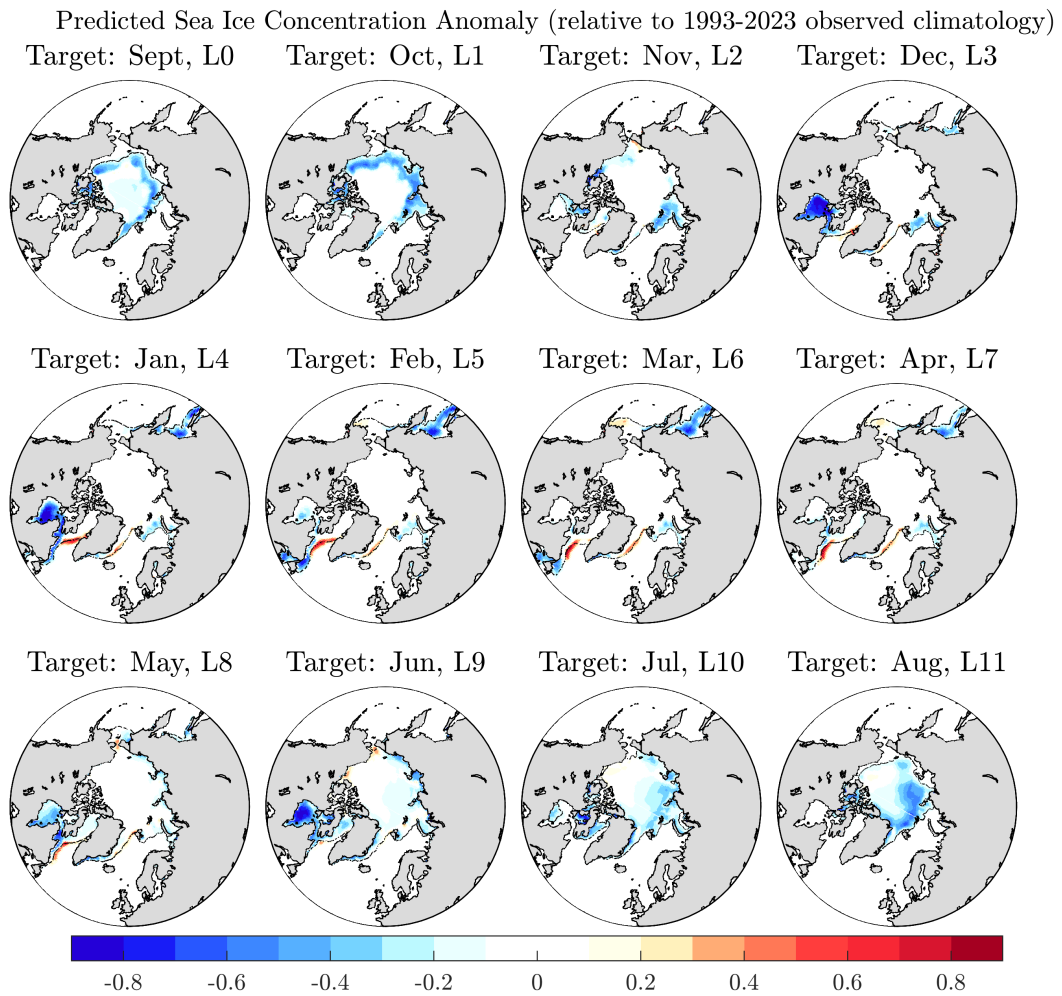 Predicted Sea Ice Concentration Anomaly (relative to 1993-2023 observed climatology)
Target: Sept, L0 Target: Oct, L1 Target: Nov, L2 Target: Dec, L3
Target: Jan, L4 Target: Feb, L5 Target: Mar, L6 Target: Apr, L7
Target: May, L8 Target: Jun, L9 Target: Jul, L10 Target: Aug, L11
-0.8 -0.6 -0.4 -0.2 0 0.2 0.4 0.6 0.8